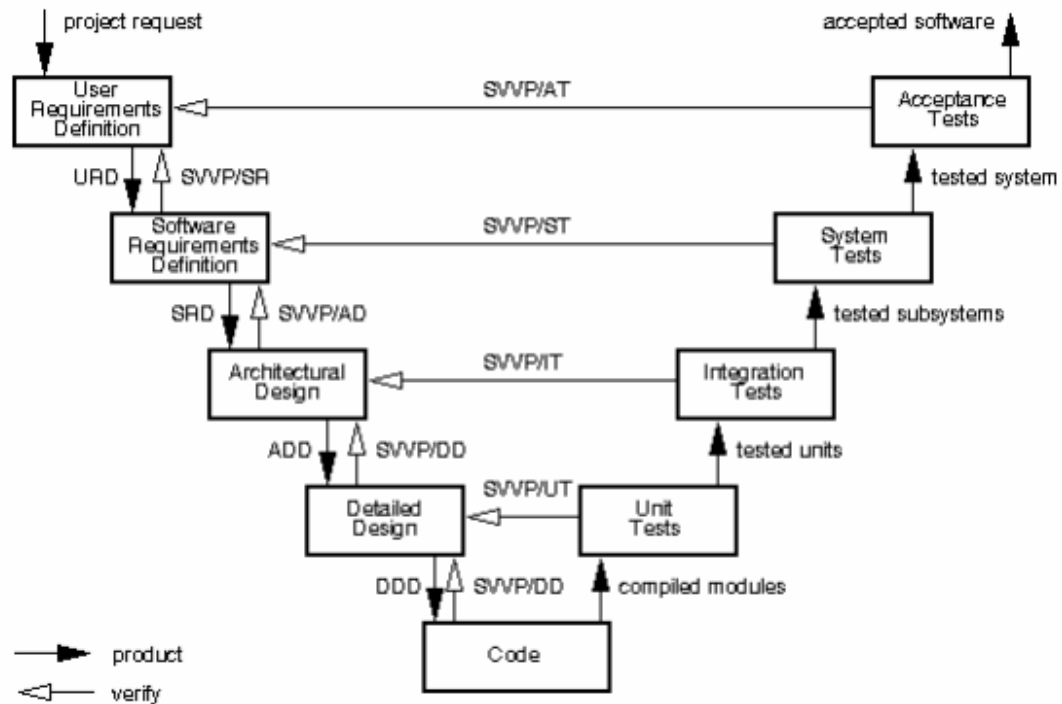 project request
accepted software
User
Requirements
Definition
SVVP/AT
Acceptance
Tests
URD
SVVP/SR
tested system
Software
Requirements
Definition
SVVP/ST
System
Tests
SRD
SVVP/AD
tested subsystems
Architectural
Design
SVVP/IT
Integration
Tests
ADD
SVVP/DD
tested units
Detailed
Design
SVVP/UT
Unit
Tests
DDD
SVVP/DD
compiled modules
Code
product
verify